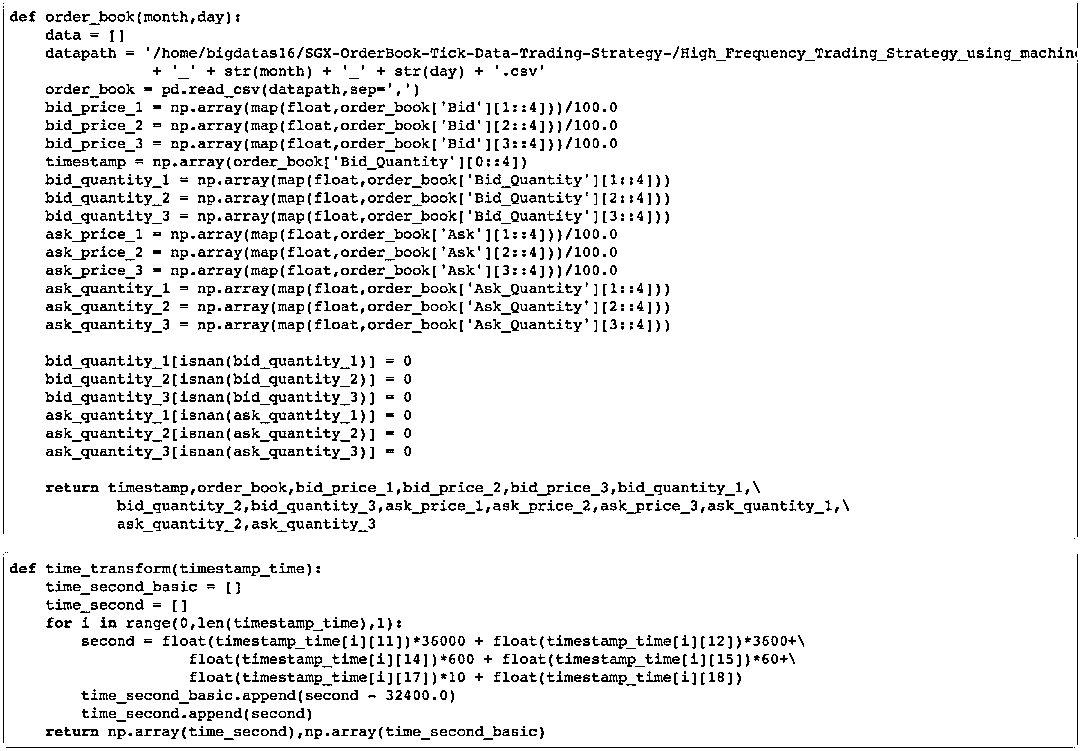 def order_book(month,day):
    data = []
    datapath = '/home/bigdatas16/SGX-OrderBook-Tick-Data-Trading-Strategy-/High_Frequency_Trading_Strategy_using_machin
                + '_' + str(month) + '_' + str(day) + '.csv'
    order_book = pd.read_csv(datapath,sep=',')
    bid_price_1 = np.array(map(float,order_book['Bid'][1::4]))/100.0
    bid_price_2 = np.array(map(float,order_book['Bid'][2::4]))/100.0
    bid_price_3 = np.array(map(float,order_book['Bid'][3::4]))/100.0
    timestamp = np.array(order_book['Bid_Quantity'][0::4])
    bid_quantity_1 = np.array(map(float,order_book['Bid_Quantity'][1::4]))
    bid_quantity_2 = np.array(map(float,order_book['Bid_Quantity'][2::4]))
    bid_quantity_3 = np.array(map(float,order_book['Bid_Quantity'][3::4]))
    ask_price_1 = np.array(map(float,order_book['Ask'][1::4]))/100.0
    ask_price_2 = np.array(map(float,order_book['Ask'][2::4]))/100.0
    ask_price_3 = np.array(map(float,order_book['Ask'][3::4]))/100.0
    ask_quantity_1 = np.array(map(float,order_book['Ask_Quantity'][1::4]))
    ask_quantity_2 = np.array(map(float,order_book['Ask_Quantity'][2::4]))
    ask_quantity_3 = np.array(map(float,order_book['Ask_Quantity'][3::4]))

    bid_quantity_1[isnan(bid_quantity_1)] = 0
    bid_quantity_2[isnan(bid_quantity_2)] = 0
    bid_quantity_3[isnan(bid_quantity_3)] = 0
    ask_quantity_1[isnan(ask_quantity_1)] = 0
    ask_quantity_2[isnan(ask_quantity_2)] = 0
    ask_quantity_3[isnan(ask_quantity_3)] = 0

    return timestamp,order_book,bid_price_1,bid_price_2,bid_price_3,bid_quantity_1,\
            bid_quantity_2,bid_quantity_3,ask_price_1,ask_price_2,ask_price_3,ask_quantity_1,\
            ask_quantity_2,ask_quantity_3

def time_transform(timestamp_time):
    time_second_basic = []
    time_second = []
    for i in range(0,len(timestamp_time),1):
        second = float(timestamp_time[i][11])*36000 + float(timestamp_time[i][12])*3600+\
                    float(timestamp_time[i][14])*600 + float(timestamp_time[i][15])*60+\
                    float(timestamp_time[i][17])*10 + float(timestamp_time[i][18])
        time_second_basic.append(second - 32400.0)
        time_second.append(second)
    return np.array(time_second),np.array(time_second_basic)